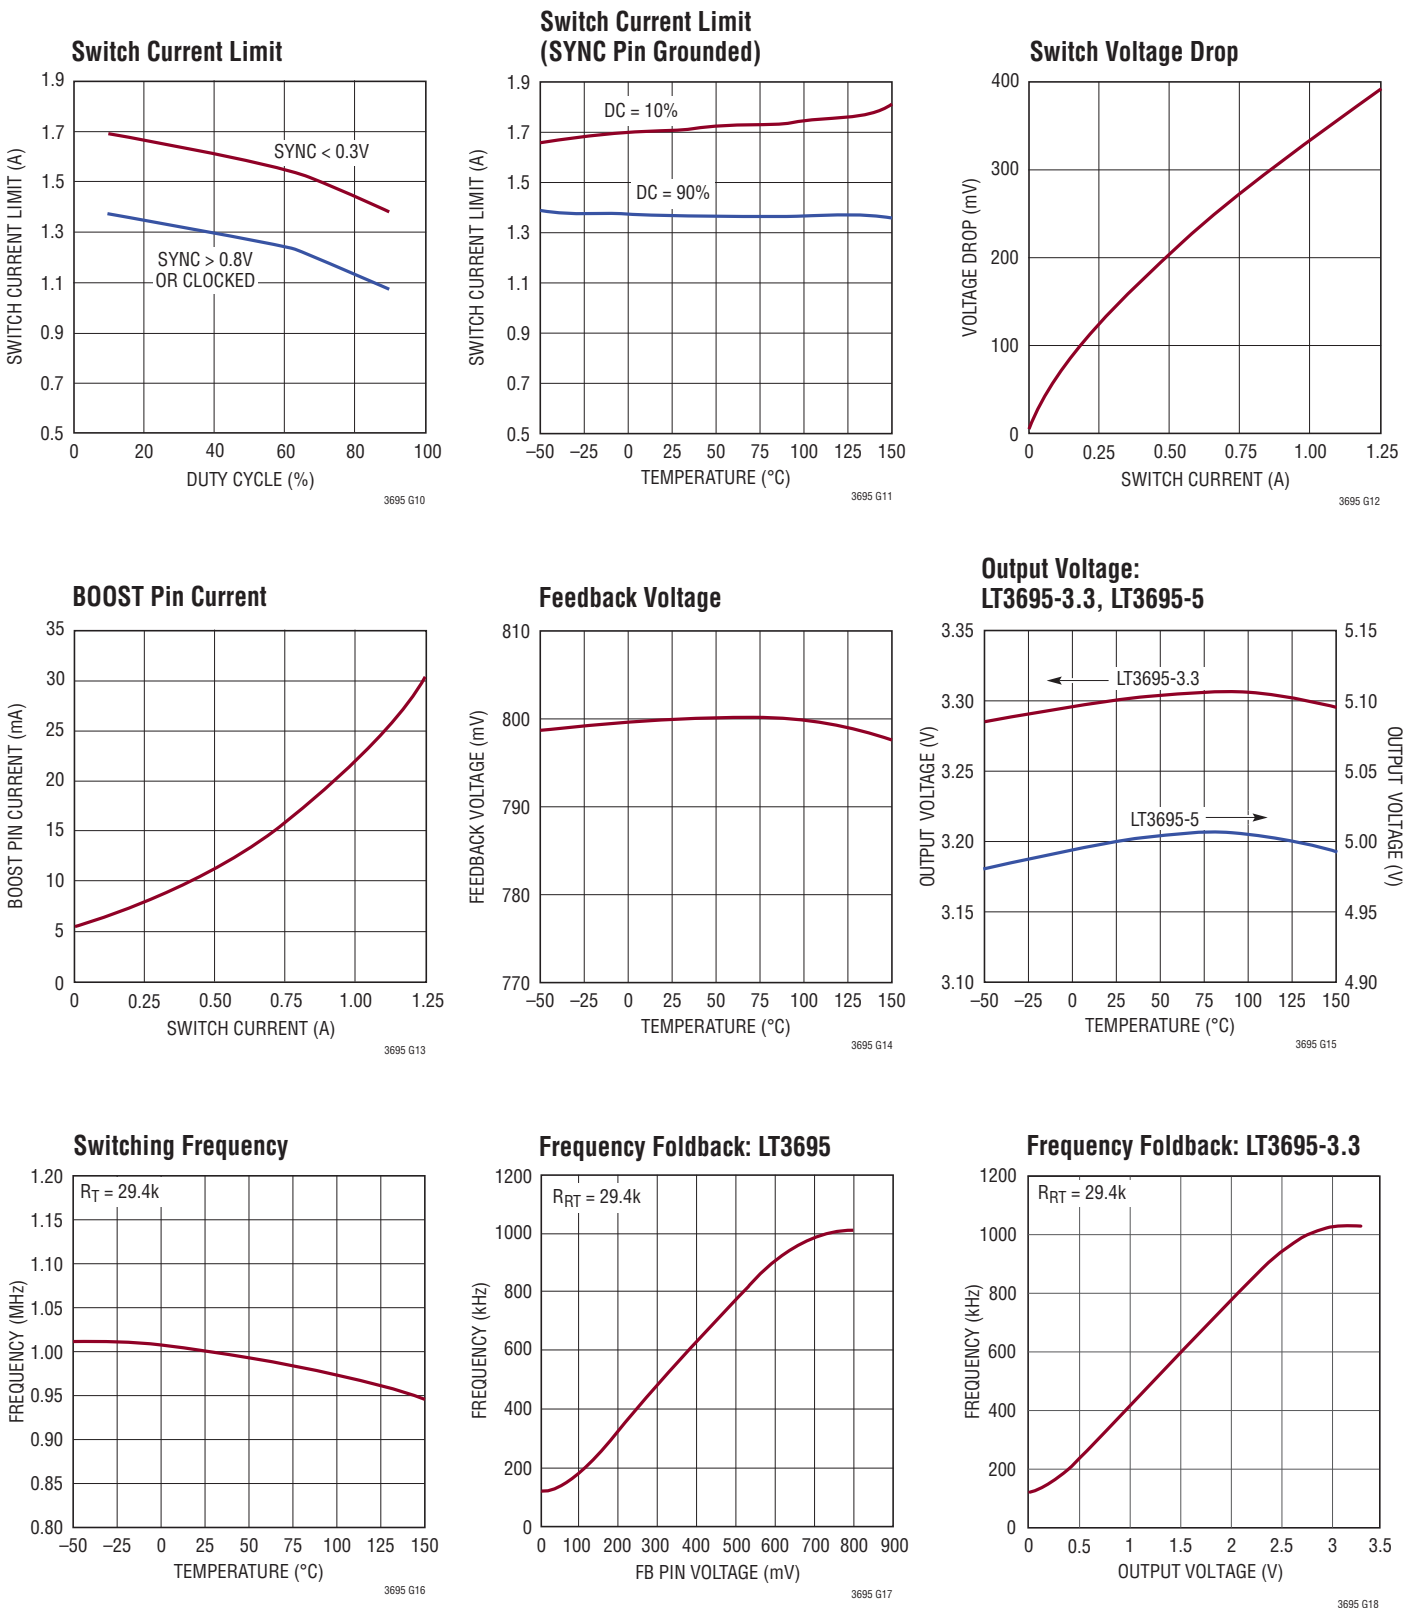 Switch Current Limit
1.9
1.7
1.5
1.3
1.1
0.9
0.7
0.5
SWITCH CURRENT LIMIT (A)
SYNC < 0.3V
SYNC > 0.8V
OR CLOCKED
0 20 40 60 80 100
DUTY CYCLE (%)
3695 G10
Switch Current Limit
(SYNC Pin Grounded)
1.9
1.7
1.5
1.3
1.1
0.9
0.7
0.5
SWITCH CURRENT LIMIT (A)
DC = 10%
DC = 90%
–50 –25 0 25 50 75 100 125 150
TEMPERATURE (°C)
3695 G11
Switch Voltage Drop
400
300
200
100
0
VOLTAGE DROP (mV)
0 0.25 0.50 0.75 1.00 1.25
SWITCH CURRENT (A)
3695 G12
BOOST Pin Current
35
30
25
20
15
10
5
0
BOOST PIN CURRENT (mA)
0 0.25 0.50 0.75 1.00 1.25
SWITCH CURRENT (A)
3695 G13
Feedback Voltage
810
800
790
780
770
FEEDBACK VOLTAGE (mV)
–50 –25 0 25 50 75 100 125 150
TEMPERATURE (°C)
3695 G14
Output Voltage:
LT3695-3.3, LT3695-5
3.35
3.30
3.25
3.20
3.15
3.10
OUTPUT VOLTAGE (V)
LT3695-3.3
LT3695-5
5.15
5.10
5.05
5.00
4.95
4.90
OUTPUT VOLTAGE (V)
–50 –25 0 25 50 75 100 125 150
TEMPERATURE (°C)
3695 G15
Switching Frequency
1.20
1.15
1.10
1.05
1.00
0.95
0.90
0.85
0.80
FREQUENCY (MHz)
RT = 29.4k
–50 –25 0 25 50 75 100 125 150
TEMPERATURE (°C)
3695 G16
Frequency Foldback: LT3695
1200
1000
800
600
400
200
0
FREQUENCY (kHz)
RRT = 29.4k
0 100 200 300 400 500 600 700 800 900
FB PIN VOLTAGE (mV)
3695 G17
Frequency Foldback: LT3695-3.3
1200
1000
800
600
400
200
0
FREQUENCY (kHz)
RRT = 29.4k
0 0.5 1 1.5 2 2.5 3 3.5
OUTPUT VOLTAGE (V)
3695 G18